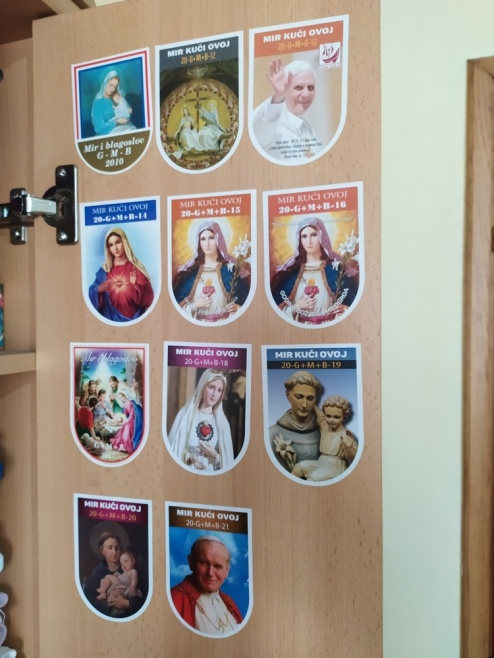 Mir i blagoslov
G - M - B
2010
MIR KUĆI OVOJ
20-G+M+B-12
MIR KUĆI OVOJ
20-G+M+B-13
MIR KUĆI OVOJ
20-G+M+B-14
MIR KUĆI OVOJ
20-G+M+B-15
MIR KUĆI OVOJ
20-G+M+B-16
Mir i blagoslov
MIR KUĆI OVOJ
20-G+M+B-18
MIR KUĆI OVOJ
20-G+M+B-19
MIR KUĆI OVOJ
20-G+M+B-20
MIR KUĆI OVOJ
20-G+M+B-21